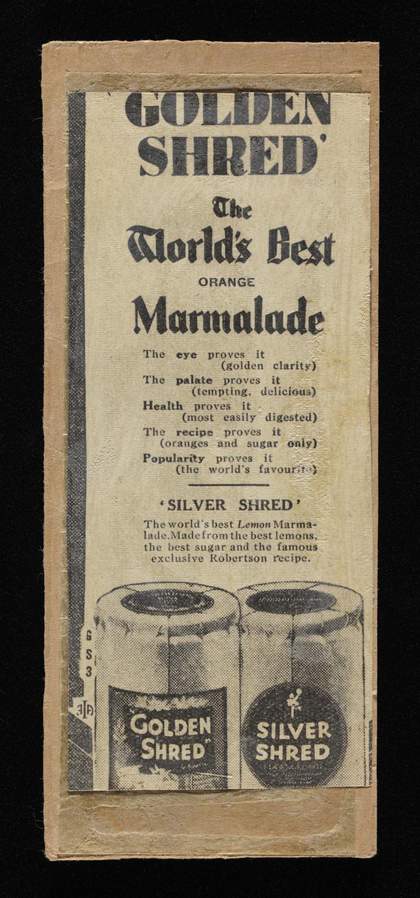 'GOLDEN
SHRED'
The
World's Best
ORANGE
Marmalade
The eye proves it
(golden clarity)
The palate proves it
(tempting, delicious)
Health proves it
(most easily digested)
The recipe proves it
(oranges and sugar only)
Popularity proves it
(the world's favourite)
'SILVER SHRED'
The world's best Lemon Marma-
lade. Made from the best lemons,
the best sugar and the famous
exclusive Robertson recipe.
G
S
3
"GOLDEN
SHRED"
SILVER
SHRED